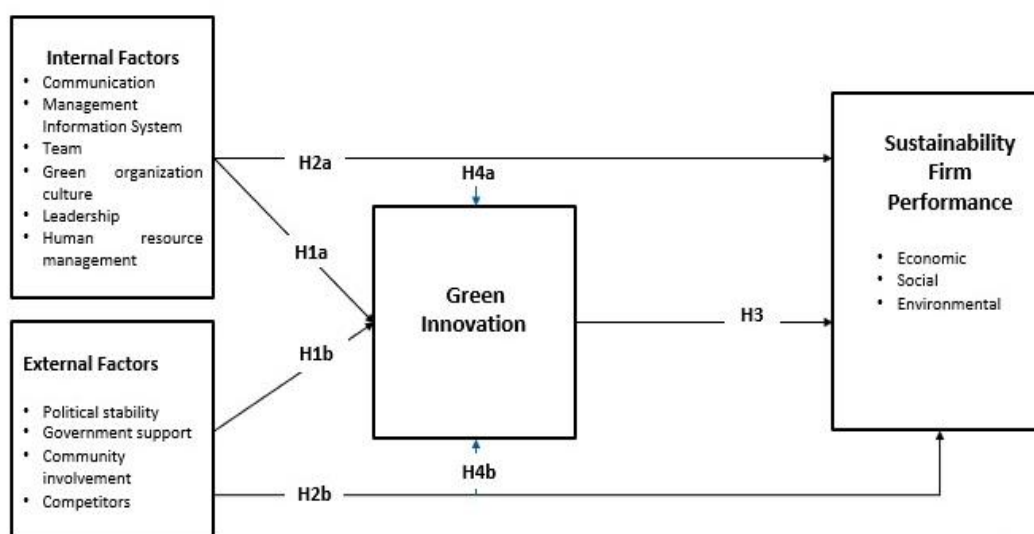 Internal Factors
• Communication
• Management
Information System
• Team
• Green organization
culture
• Leadership
• Human resource
management
External Factors
• Political stability
• Government support
• Community
involvement
• Competitors
H2a
H4a
H1a
H1b
Green
Innovation
H3
H4b
H2b
Sustainability
Firm
Performance
• Economic
• Social
• Environmental